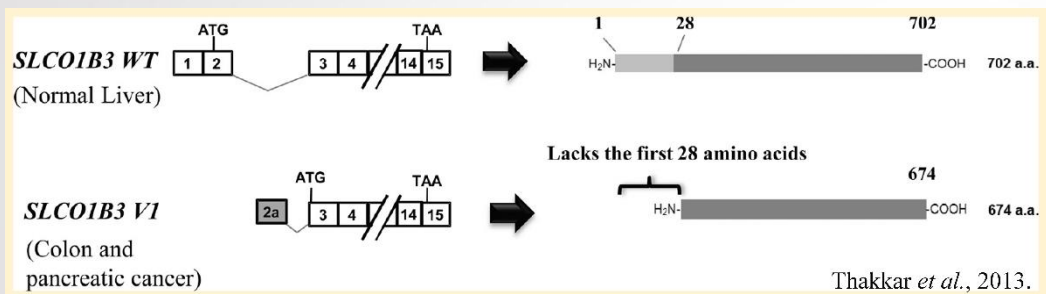 ATG TAA 1 28 702
SLCO1B3 WT 1 2 3 4 14 15 H₂N- -COOH 702 a.a.
(Normal Liver)
Lacks the first 28 amino acids
ATG TAA 674
SLCO1B3 V1 2a 3 4 14 15 H₂N- -COOH 674 a.a.
(Colon and
pancreatic cancer)
Thakkar et al., 2013.